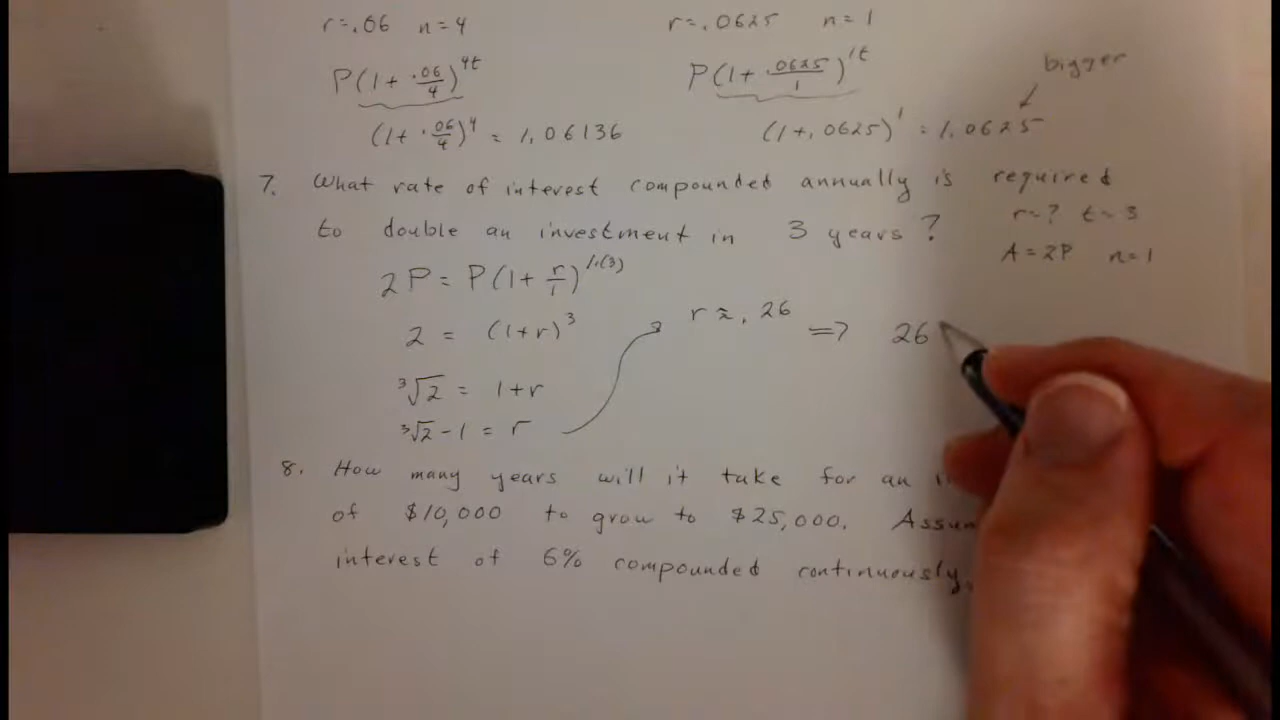 r=.06 n=4 r=.0625 n=1
P(1+.06/4)^4t P(1+.0625/1)^1t bigger
(1+.06/4)^4 = 1.06136 (1+.0625)^1 = 1.0625
7. What rate of interest compounded annually is required
to double an investment in 3 years?
r=? t=3
A=2P n=1
2P = P(1+r/1)^1.(3)
2 = (1+r)^3
r≈.26 => 26
³√2 = 1+r
³√2-1 = r
8. How many years will it take for an
of $10,000 to grow to $25,000. Assum
interest of 6% compounded continuously.